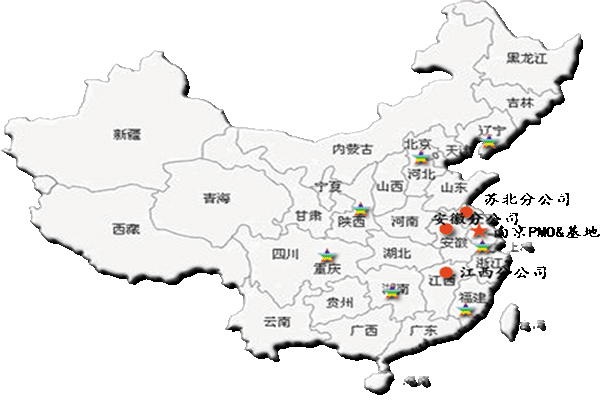 黑龙江
吉林
辽宁
新疆
内蒙古
北京
天津
河北
山西
山东
宁夏
青海
甘肃
陕西
河南
苏北分公司
安徽分公司
南京PMO&基地
安徽
上海
西藏
四川
重庆
湖北
浙江
江西
江西分公司
湖南
贵州
福建
云南
广西
广东